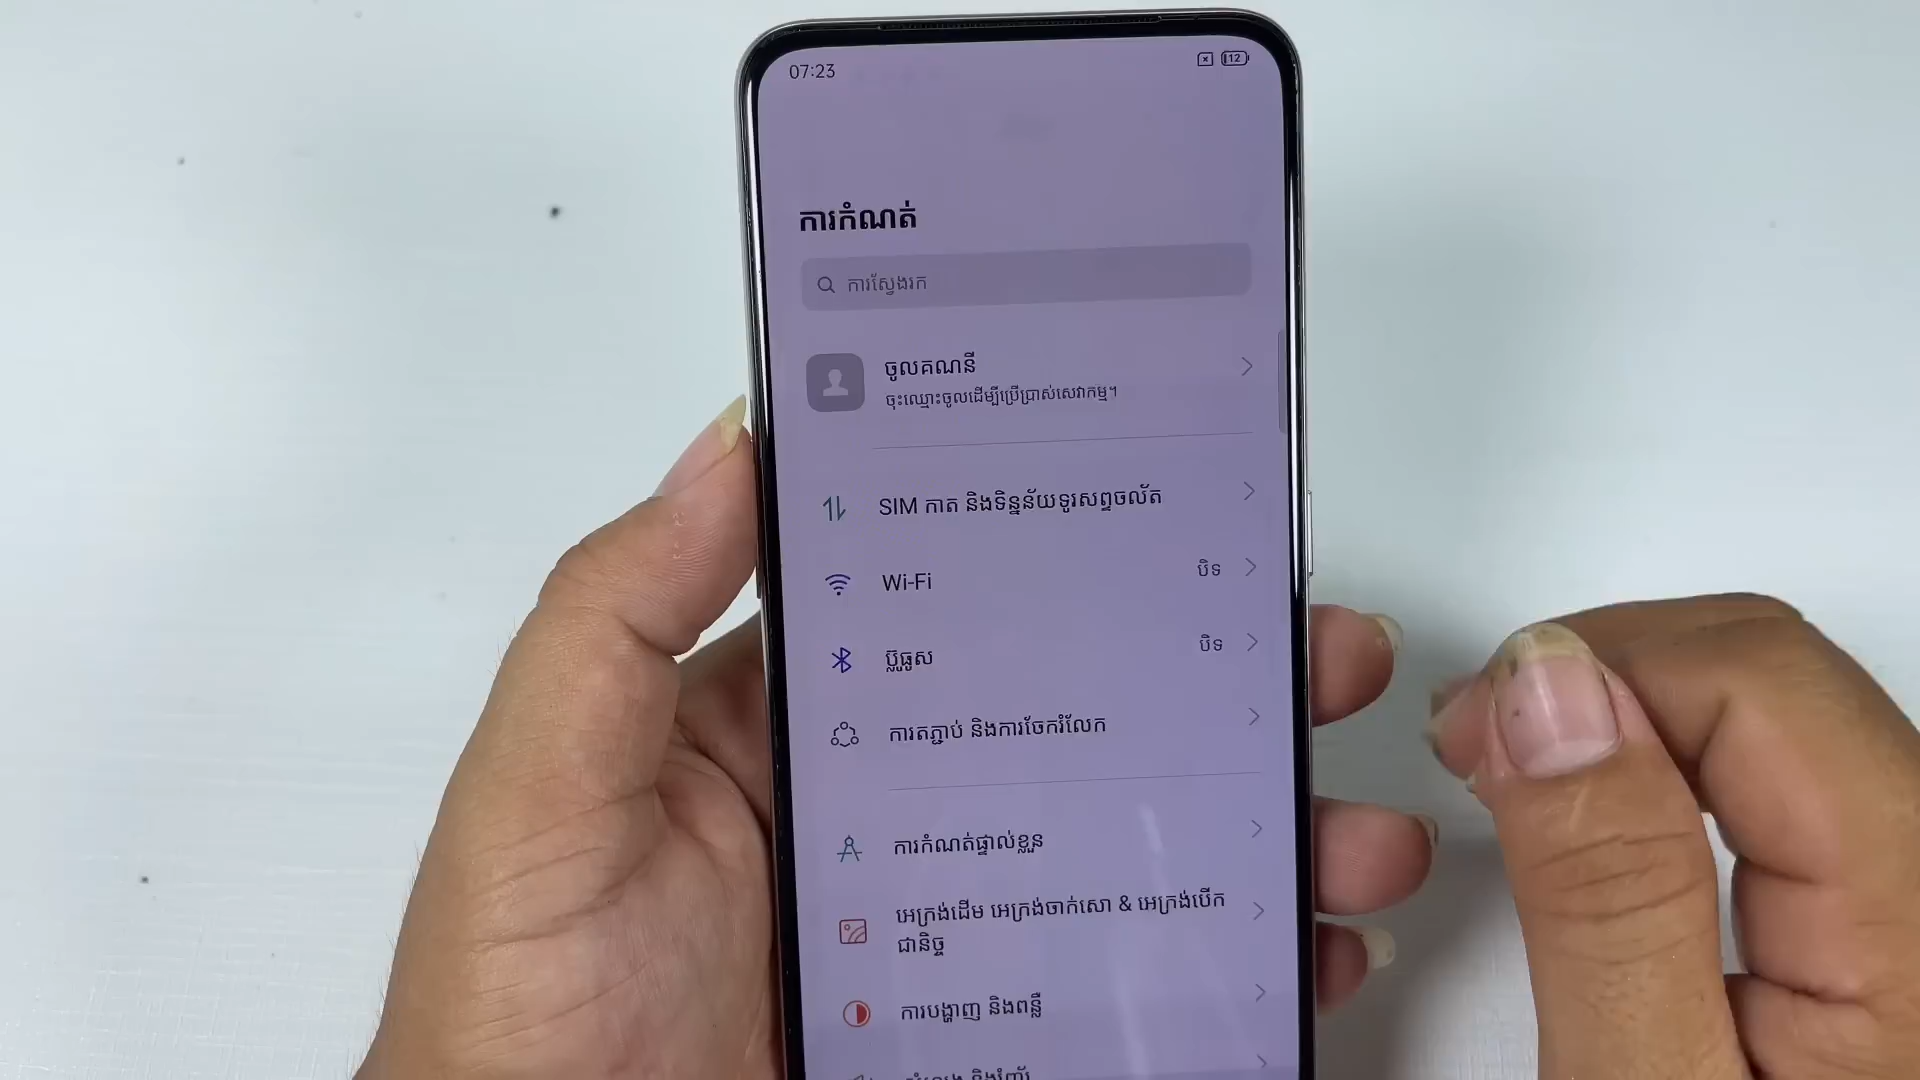 07:23
12
ការកំណត់
ការស្វែងរក
ចូលគណនី
ចុះឈ្មោះចូលដើម្បីប្រើប្រាស់សេវាកម្ម។
SIM កាត និងទិន្នន័យទូរសព្ទចល័ត
Wi-Fi បិទ
ប៊្លូធូស បិទ
ការតភ្ជាប់ និងការចែករំលែក
ការកំណត់ផ្ទាល់ខ្លួន
អេក្រង់ដើម អេក្រង់ចាក់សោ & អេក្រង់បើក
ជានិច្ច
ការបង្ហាញ និងពន្លឺ